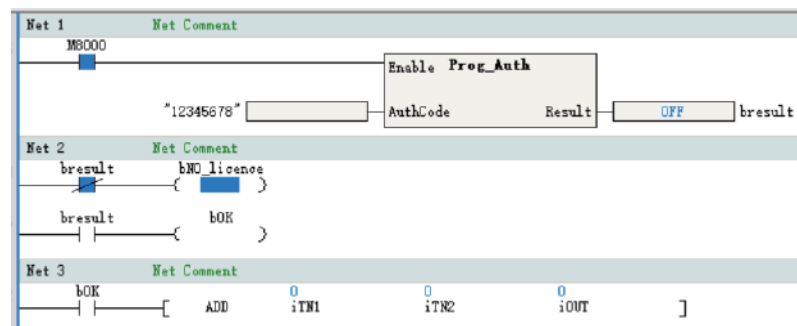 Net 1 Net Comment
M8000
Enable Prog_Auth
"12345678" AuthCode Result OFF bresult
Net 2 Net Comment
bresult bNO_licence
bresult bOK
Net 3 Net Comment
bOK 0 0 0
ADD iTN1 iTN2 iOUT